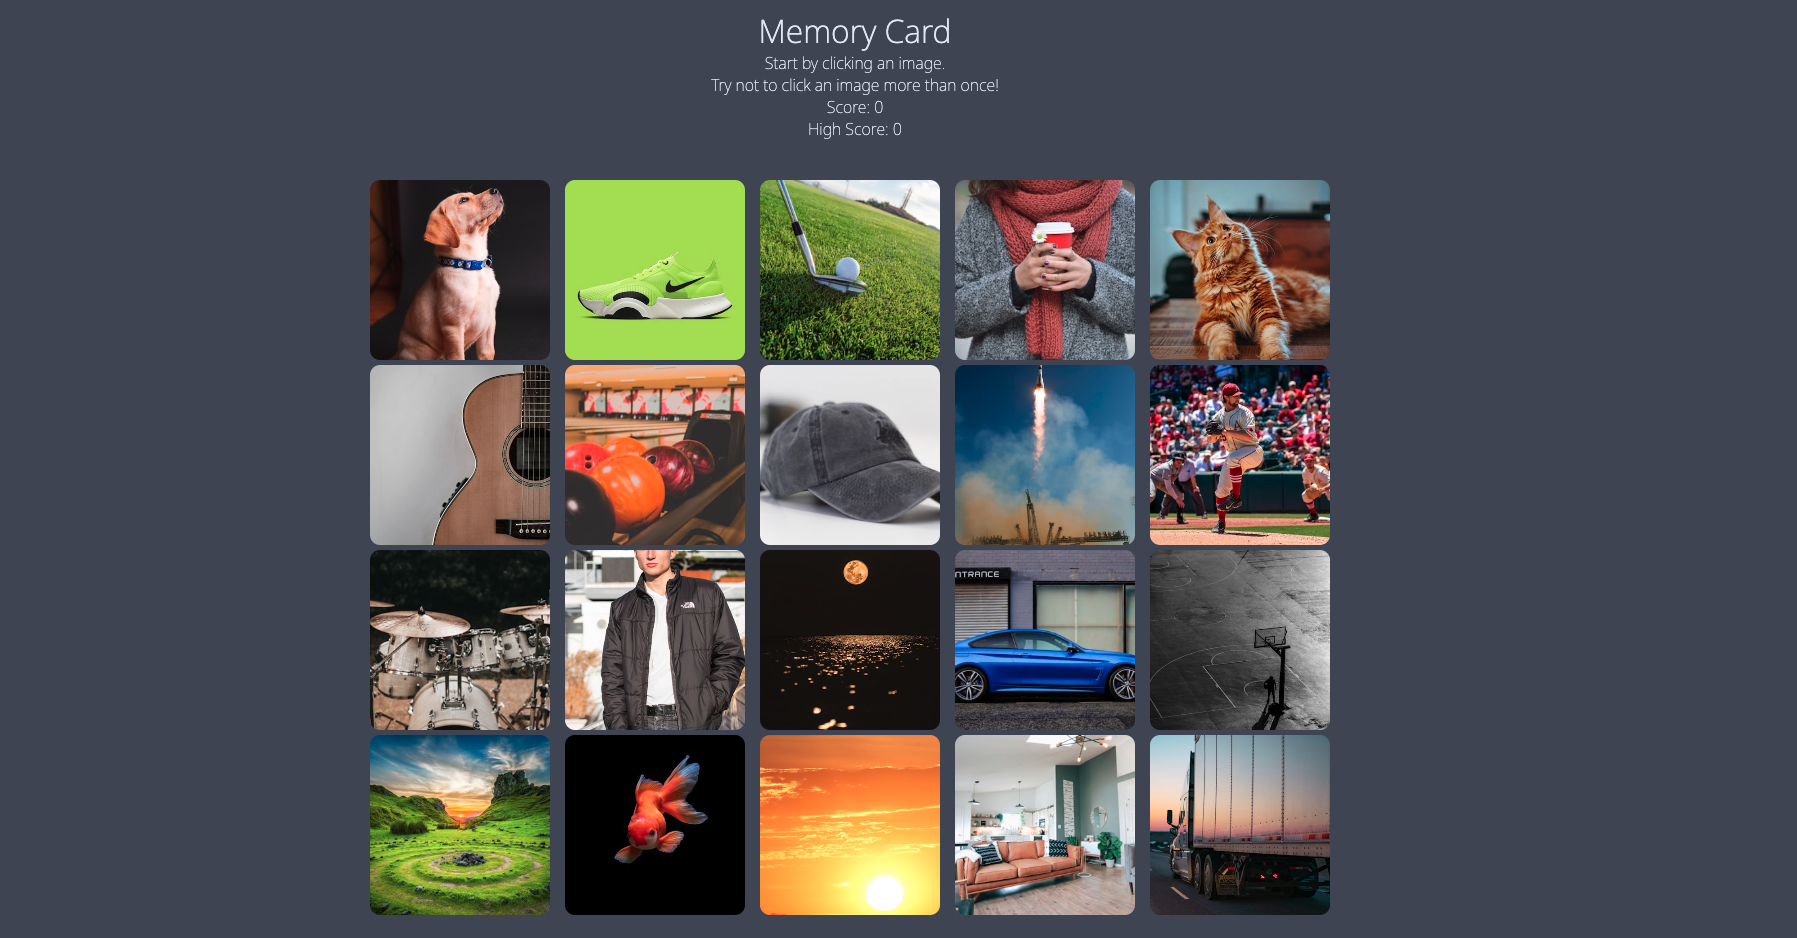 Memory Card
Start by clicking an image.
Try not to click an image more than once!
Score: 0
High Score: 0
NTRANCE